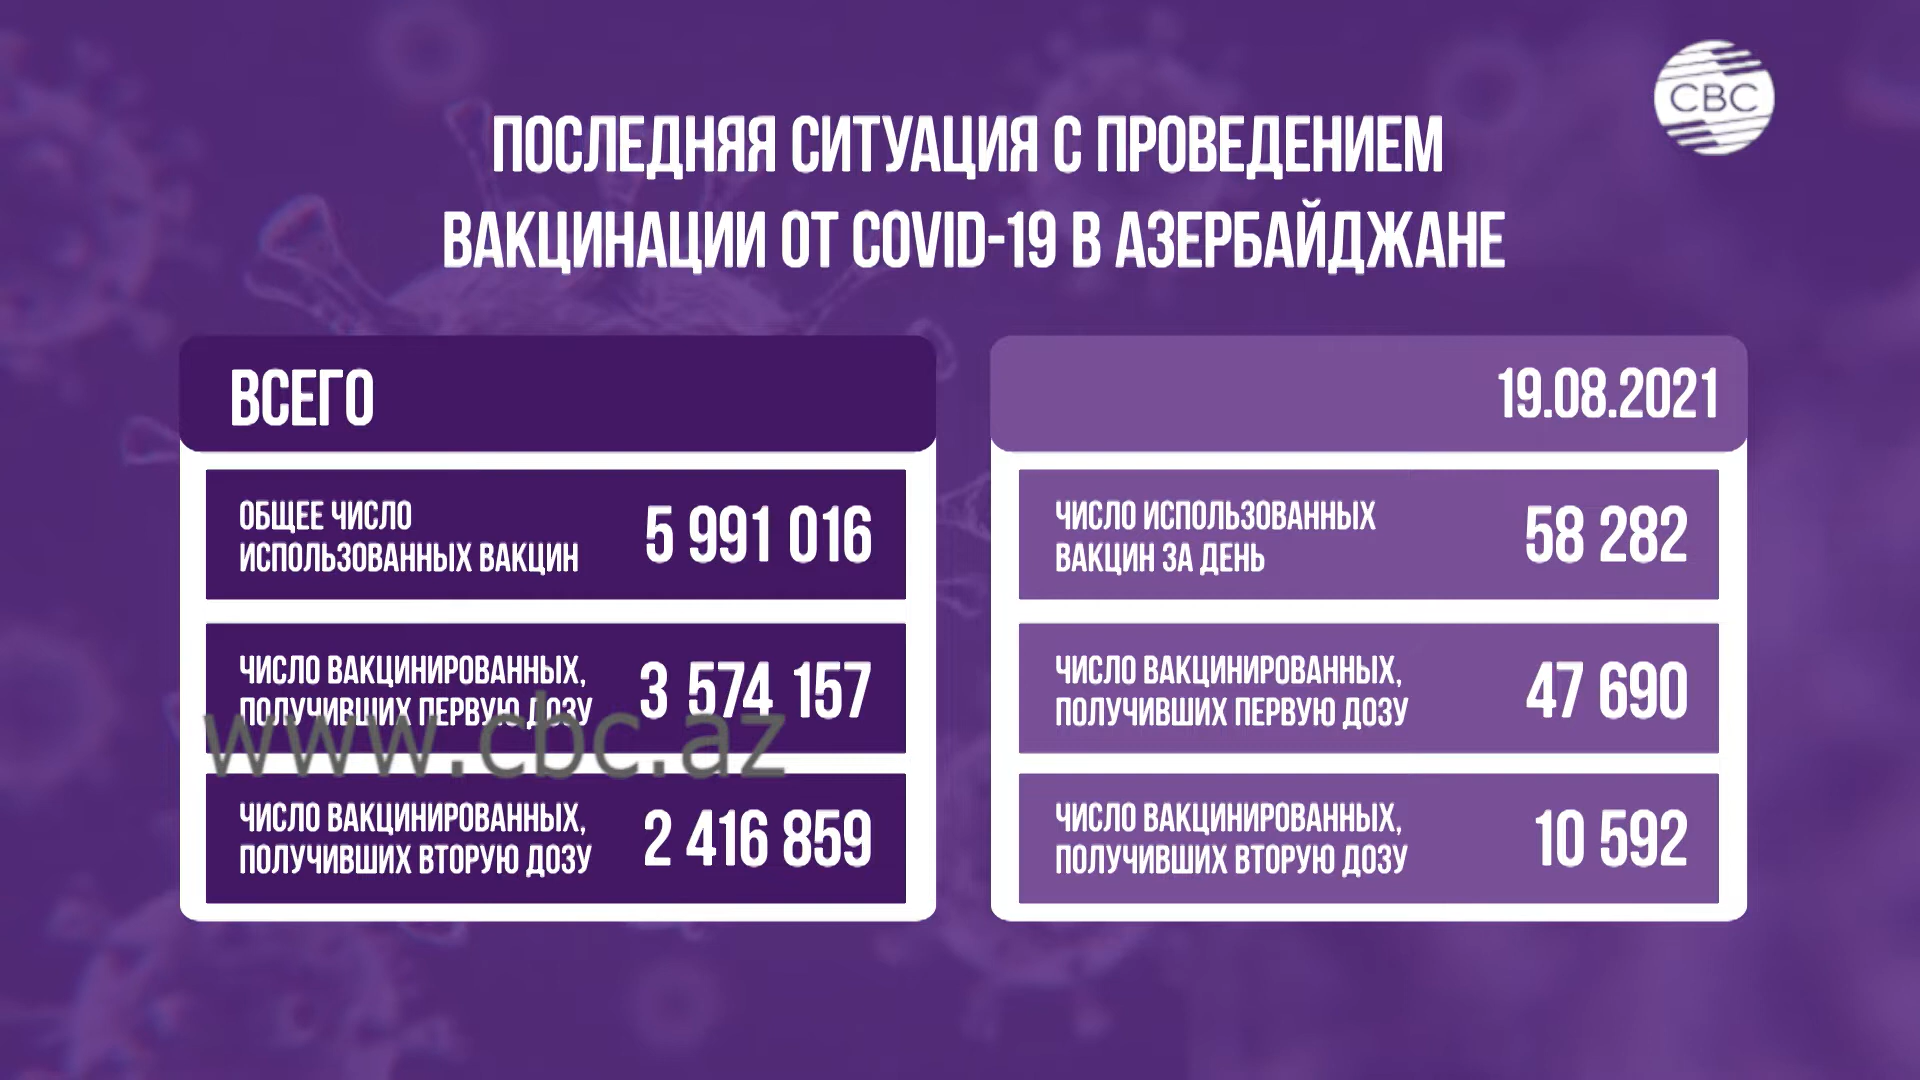 CBC
ПОСЛЕДНЯЯ СИТУАЦИЯ С ПРОВЕДЕНИЕМ
ВАКЦИНАЦИИ ОТ COVID-19 В АЗЕРБАЙДЖАНЕ
ВСЕГО
ОБЩЕЕ ЧИСЛО
ИСПОЛЬЗОВАННЫХ ВАКЦИН
5 991 016
ЧИСЛО ВАКЦИНИРОВАННЫХ,
ПОЛУЧИВШИХ ПЕРВУЮ ДОЗУ
3 574 157
www.cbc.az
ЧИСЛО ВАКЦИНИРОВАННЫХ,
ПОЛУЧИВШИХ ВТОРУЮ ДОЗУ
2 416 859
19.08.2021
ЧИСЛО ИСПОЛЬЗОВАННЫХ
ВАКЦИН ЗА ДЕНЬ
58 282
ЧИСЛО ВАКЦИНИРОВАННЫХ,
ПОЛУЧИВШИХ ПЕРВУЮ ДОЗУ
47 690
ЧИСЛО ВАКЦИНИРОВАННЫХ,
ПОЛУЧИВШИХ ВТОРУЮ ДОЗУ
10 592